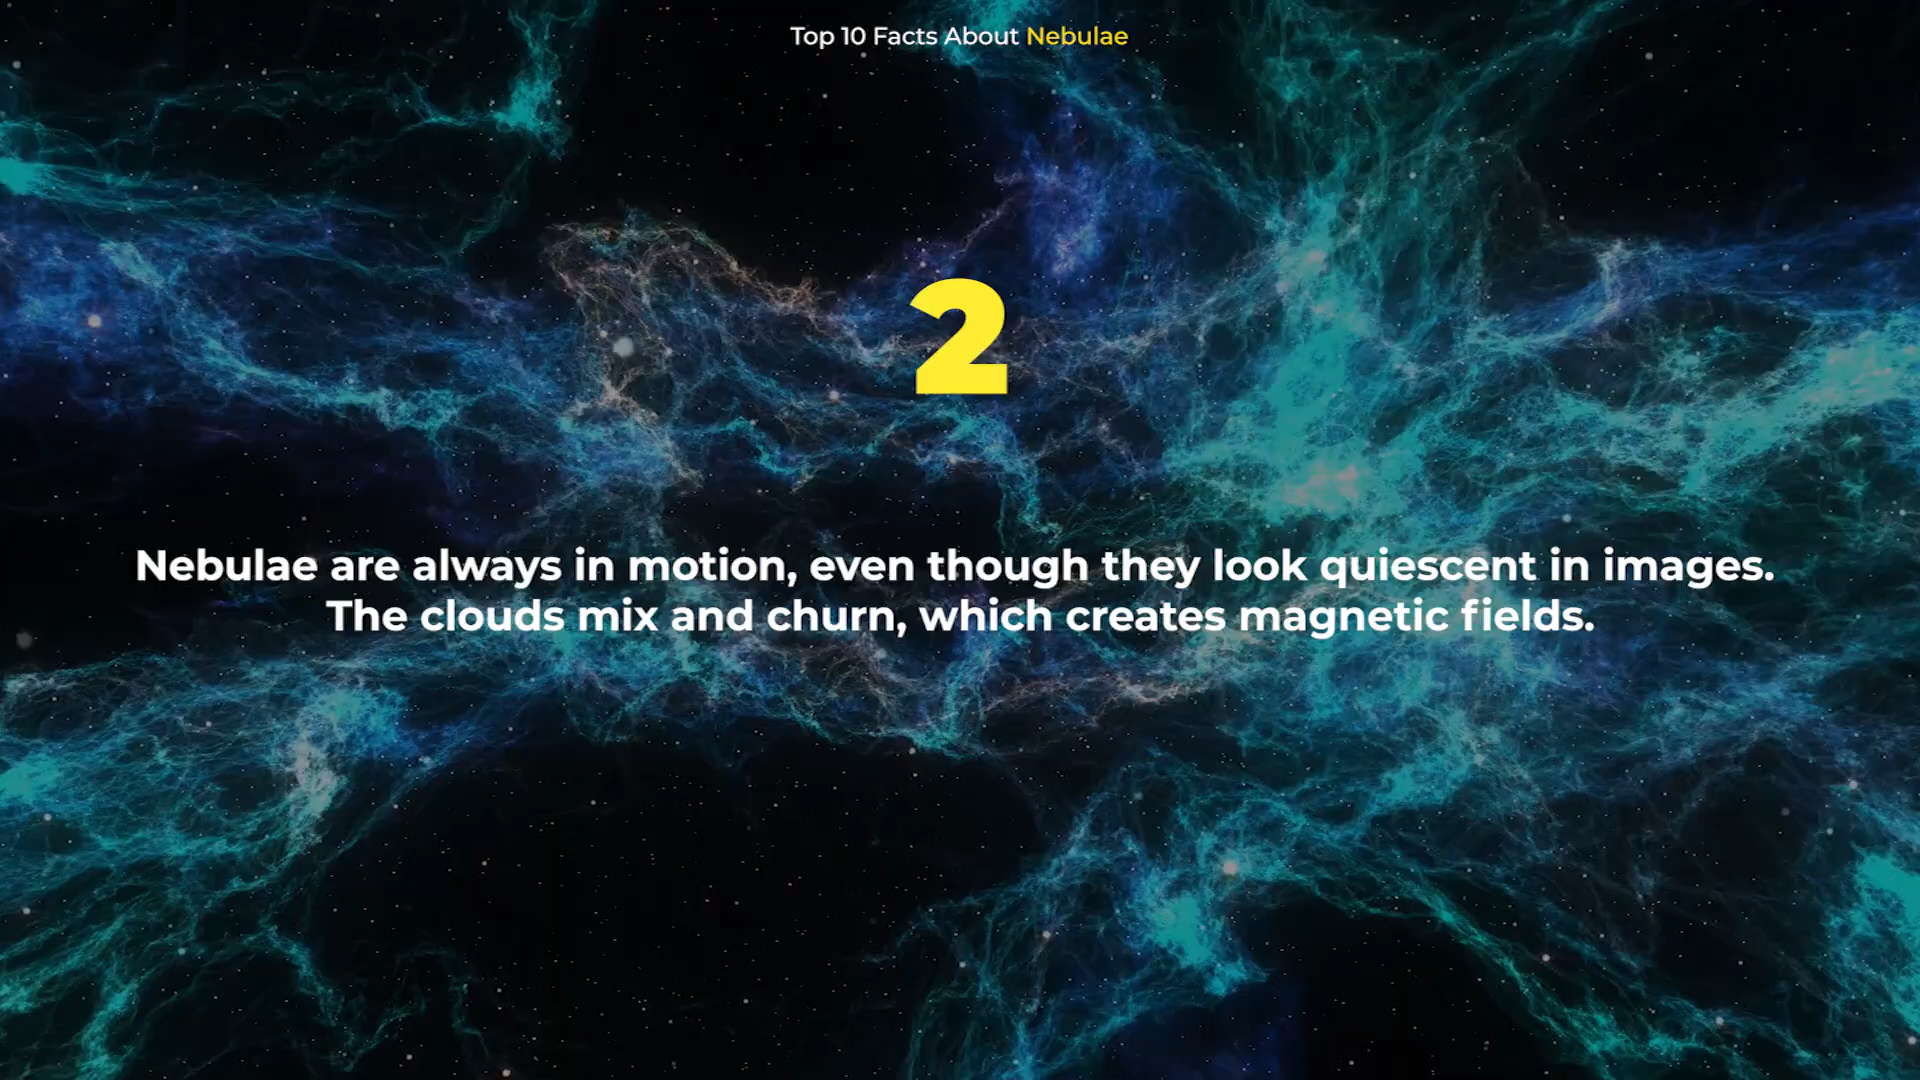 Top 10 Facts About Nebulae
2
Nebulae are always in motion, even though they look quiescent in images.
The clouds mix and churn, which creates magnetic fields.